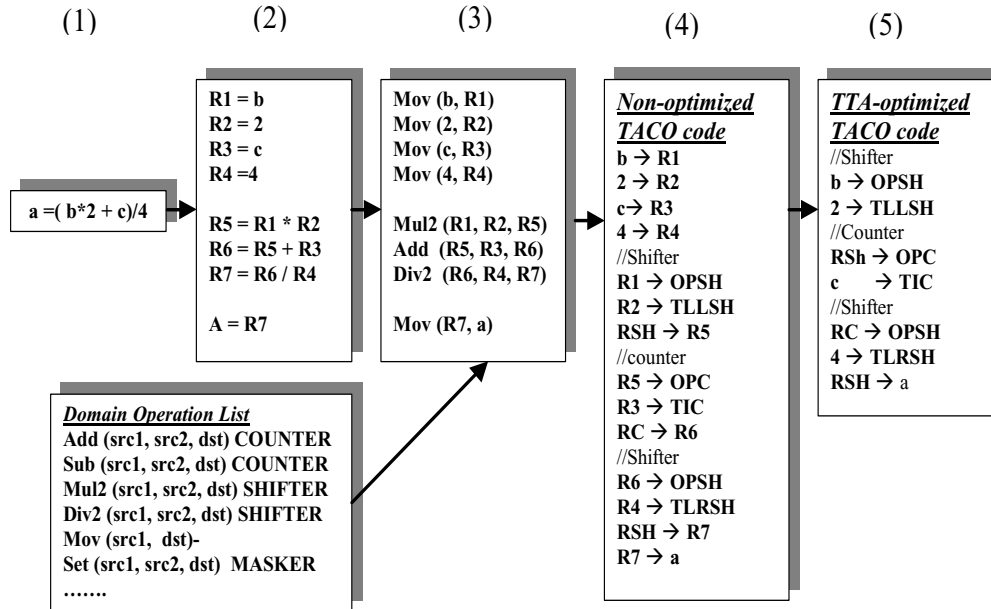 (1)
(2)
(3)
(4)
(5)
a =( b*2 + c)/4
R1 = b
R2 = 2
R3 = c
R4 =4
R5 = R1 * R2
R6 = R5 + R3
R7 = R6 / R4
A = R7
Mov (b, R1)
Mov (2, R2)
Mov (c, R3)
Mov (4, R4)
Mul2 (R1, R2, R5)
Add (R5, R3, R6)
Div2 (R6, R4, R7)
Mov (R7, a)
Domain Operation List
Add (src1, src2, dst) COUNTER
Sub (src1, src2, dst) COUNTER
Mul2 (src1, src2, dst) SHIFTER
Div2 (src1, src2, dst) SHIFTER
Mov (src1, dst)-
Set (src1, src2, dst) MASKER
…….
Non-optimized
TACO code
b → R1
2 → R2
c→ R3
4 → R4
//Shifter
R1 → OPSH
R2 → TLLSH
RSH → R5
//counter
R5 → OPC
R3 → TIC
RC → R6
//Shifter
R6 → OPSH
R4 → TLRSH
RSH → R7
R7 → a
TTA-optimized
TACO code
//Shifter
b → OPSH
2 → TLLSH
//Counter
RSh → OPC
c → TIC
//Shifter
RC → OPSH
4 → TLRSH
RSH → a